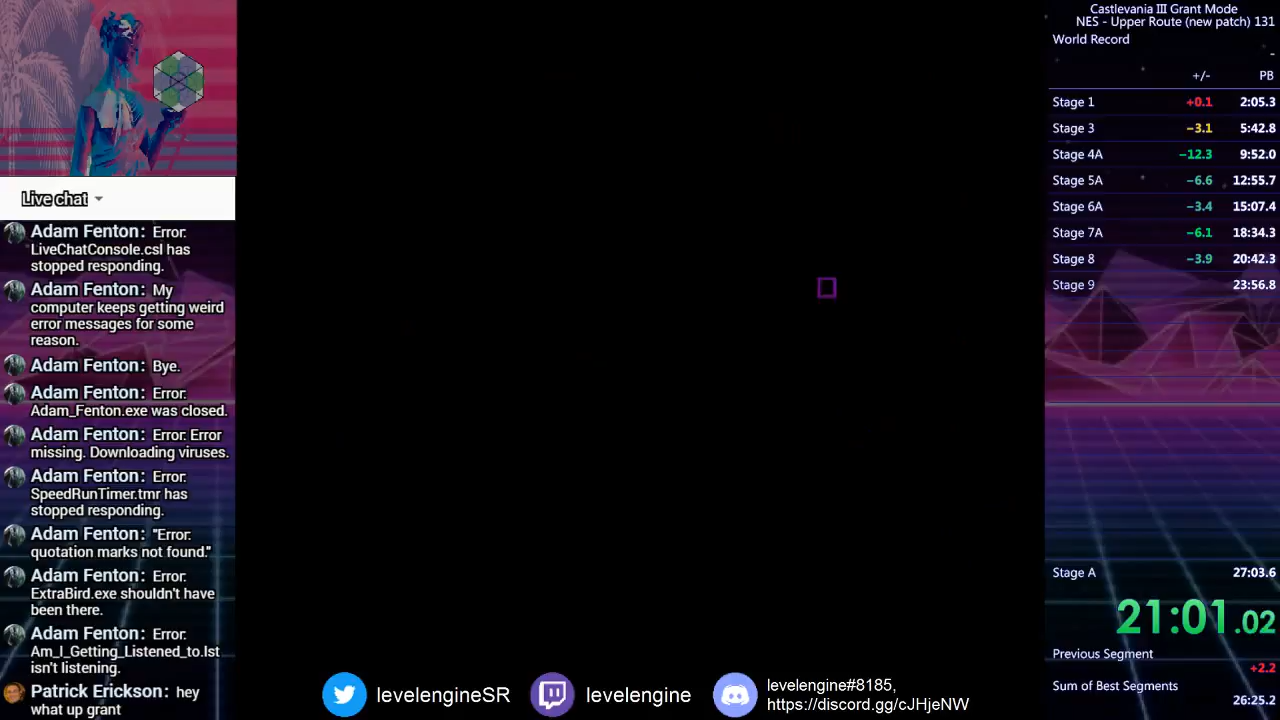 Live chat
Adam Fenton: Error:
LiveChatConsole.csl has
stopped responding.
Adam Fenton: My
computer keeps getting weird
error messages for some
reason.
Adam Fenton: Bye.
Adam Fenton: Error:
Adam_Fenton.exe was closed.
Adam Fenton: Error: Error
missing. Downloading viruses.
Adam Fenton: Error:
SpeedRunTimer.tmr has
stopped responding.
Adam Fenton: "Error:
quotation marks not found."
Adam Fenton: Error:
ExtraBird.exe shouldn't have
been there.
Adam Fenton: Error:
Am_I_Getting_Listened_to.lst
isn't listening.
Patrick Erickson: hey
what up grant
levelengineSR
levelengine
levelengine#8185,
https://discord.gg/cJHjeNW
Castlevania III Grant Mode
NES - Upper Route (new patch) 131
World Record
-
+/- PB
Stage 1 +0.1 2:05.3
Stage 3 −3.1 5:42.8
Stage 4A −12.3 9:52.0
Stage 5A −6.6 12:55.7
Stage 6A −3.4 15:07.4
Stage 7A −6.1 18:34.3
Stage 8 −3.9 20:42.3
Stage 9 23:56.8
Stage A 27:03.6
21:01.02
Previous Segment
+2.2
Sum of Best Segments
26:25.2